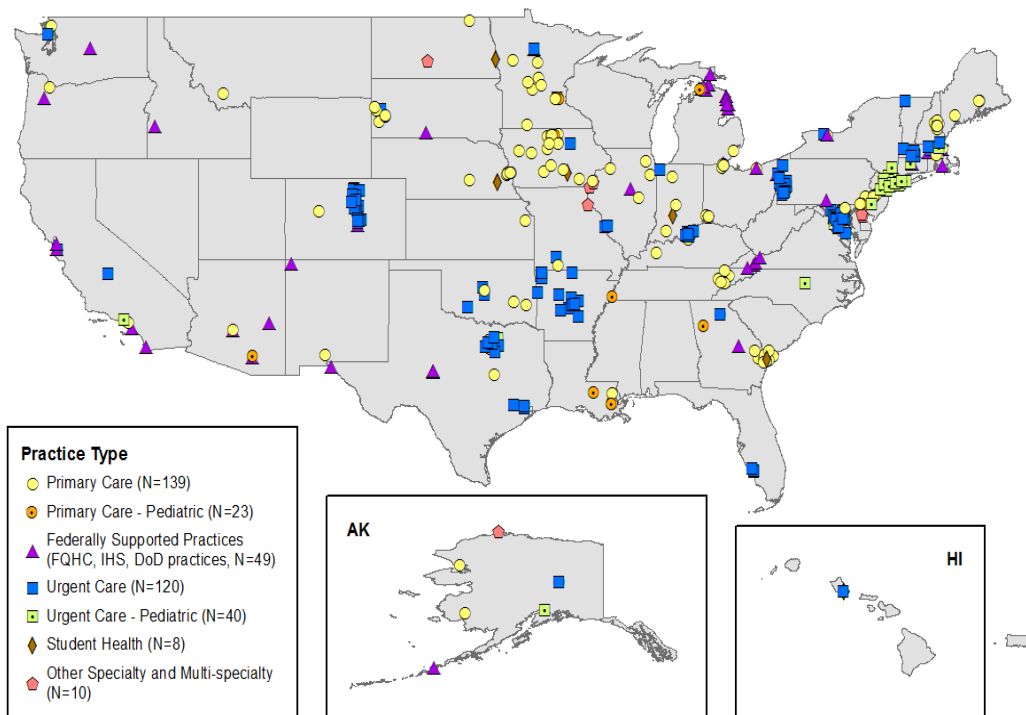 Practice Type
Primary Care (N=139)
Primary Care - Pediatric (N=23)
Federally Supported Practices
(FQHC, IHS, DoD practices, N=49)
Urgent Care (N=120)
Urgent Care - Pediatric (N=40)
Student Health (N=8)
Other Specialty and Multi-specialty
(N=10)
AK
HI